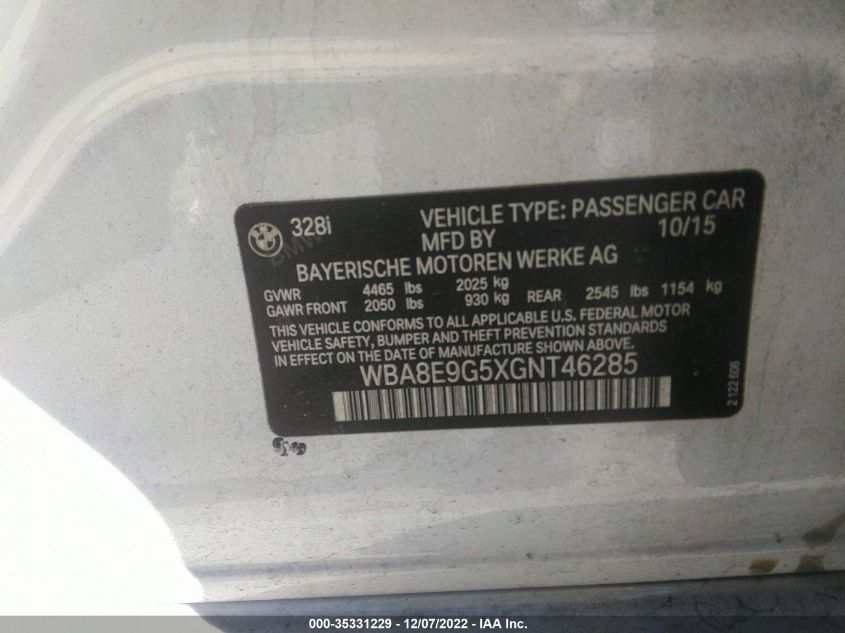 328i VEHICLE TYPE: PASSENGER CAR
MFD BY 10/15
BAYERISCHE MOTOREN WERKE AG
GVWR 4465 lbs 2025 kg
GAWR FRONT 2050 lbs 930 kg REAR 2545 lbs 1154 kg
THIS VEHICLE CONFORMS TO ALL APPLICABLE U.S. FEDERAL MOTOR
VEHICLE SAFETY, BUMPER AND THEFT PREVENTION STANDARDS
IN EFFECT ON THE DATE OF MANUFACTURE SHOWN ABOVE.
WBA8E9G5XGNT46285
2 122 506
000-35331229 - 12/07/2022 - IAA Inc.